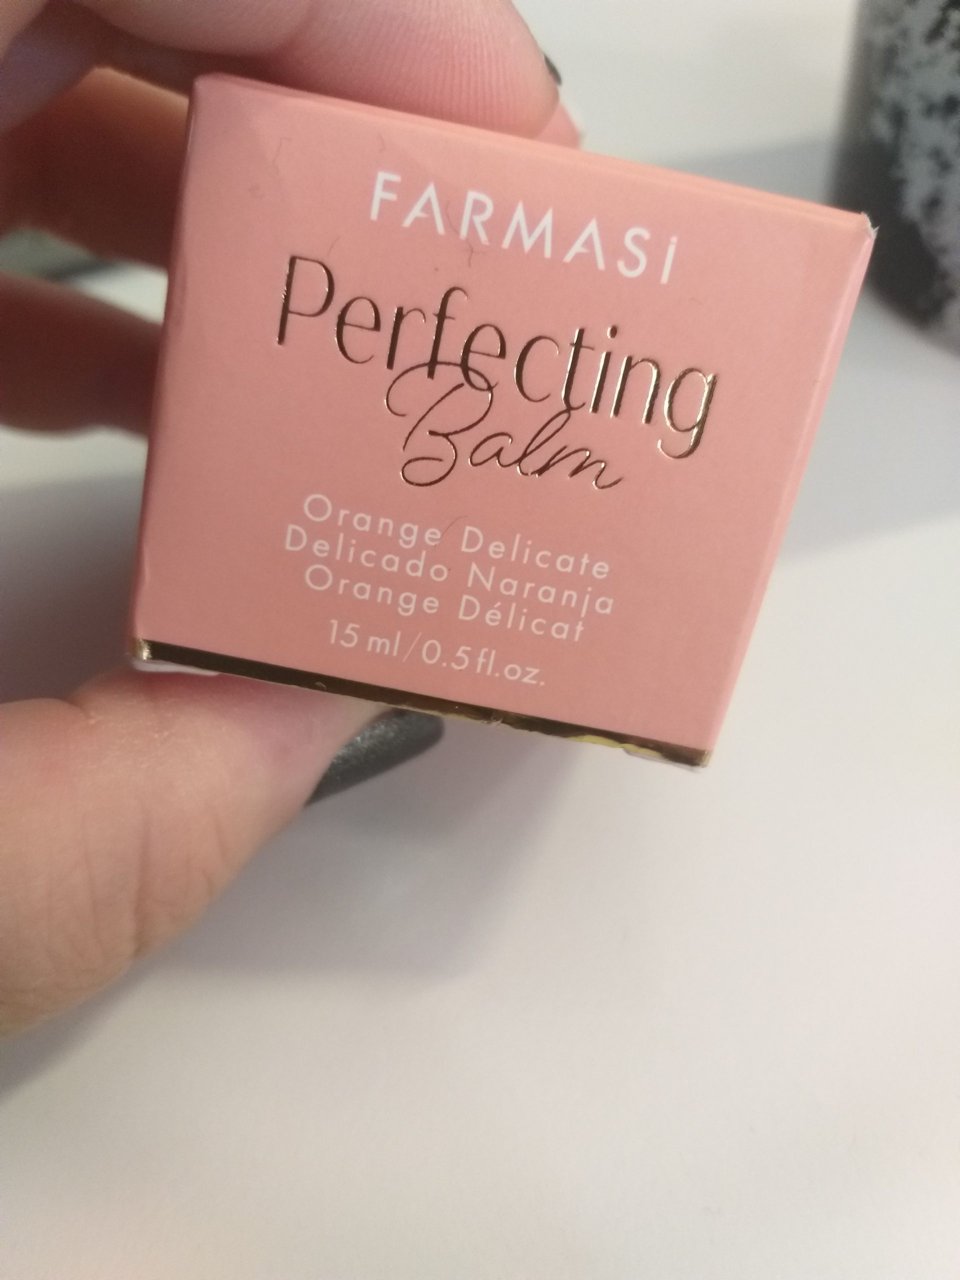 FARMASi
Perfecting
Balm
Orange Delicate
Delicado Naranja
Orange Délicat
15 ml/0.5 fl.oz.